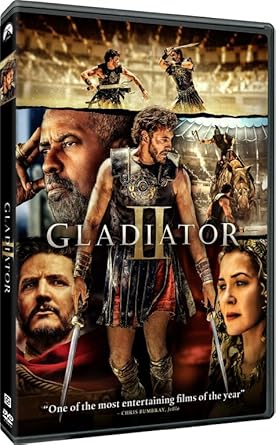 GLADIATOR
II
GLADIATOR
"One of the most entertaining films of the year"
– CHRIS BUMBRAY, JoBlo
DVD